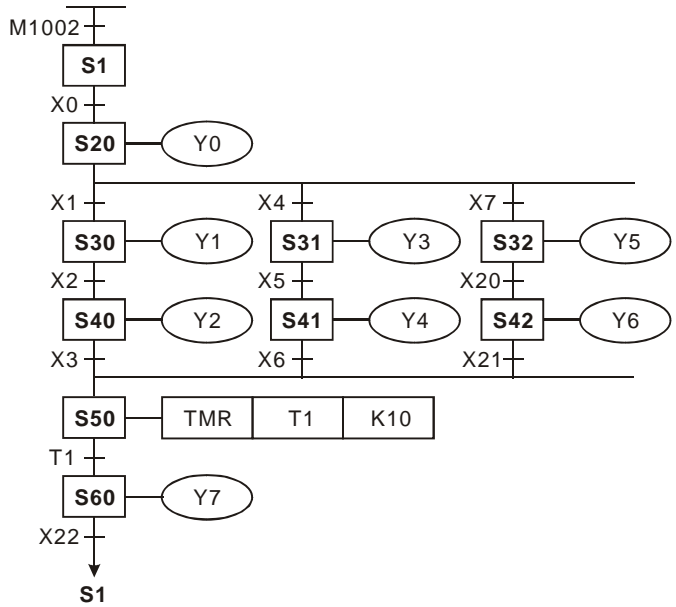 M1002
S1
X0
S20 Y0
X1 X4 X7
S30 Y1 S31 Y3 S32 Y5
X2 X5 X20
S40 Y2 S41 Y4 S42 Y6
X3 X6 X21
S50 TMR T1 K10
T1
S60 Y7
X22
S1